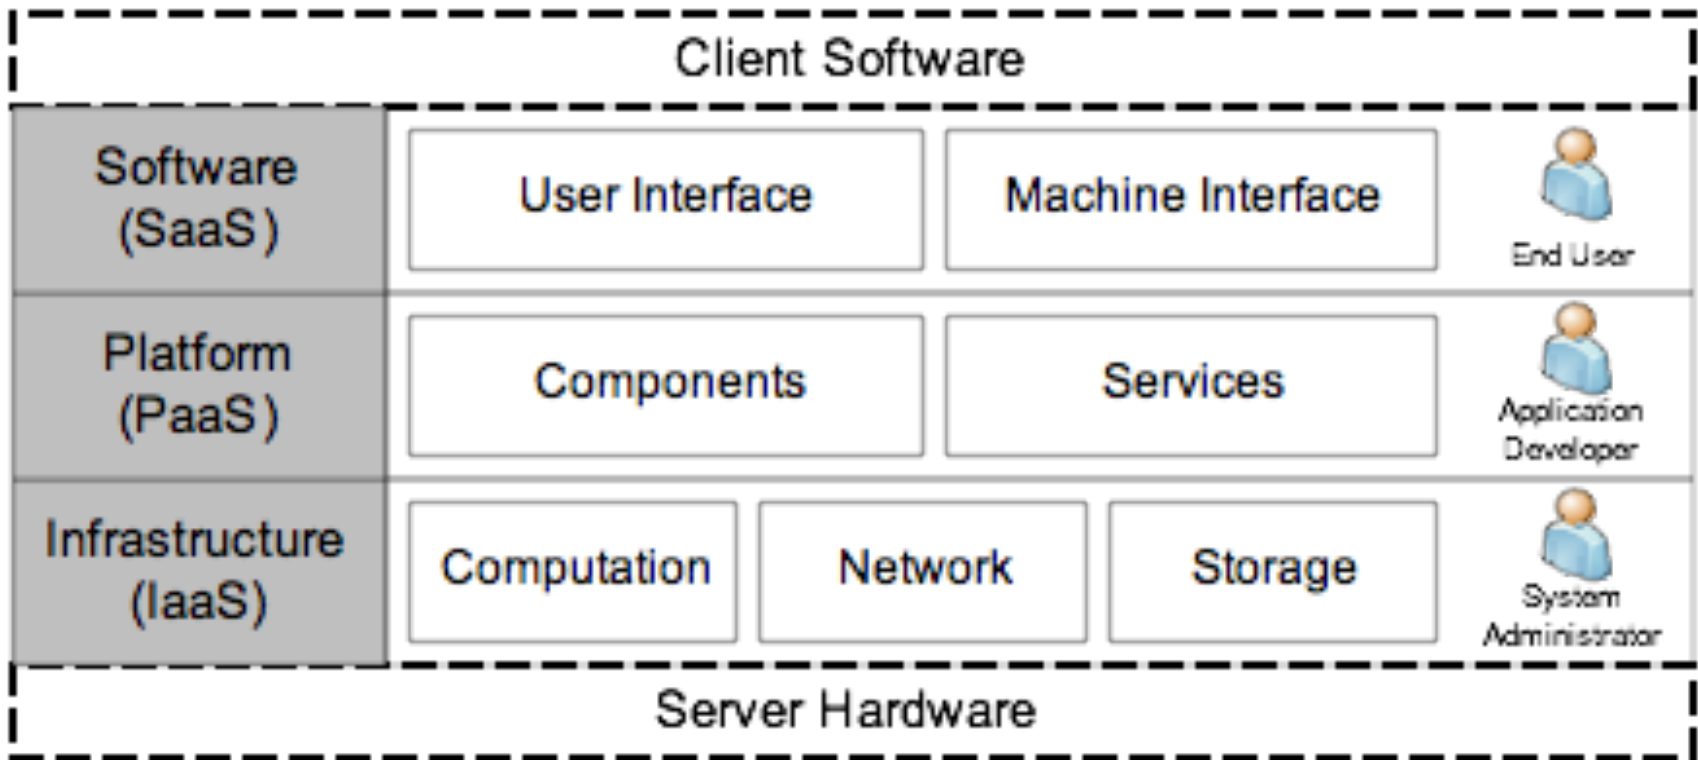 Client Software
Software
(SaaS)
User Interface
Machine Interface
End User
Platform
(PaaS)
Components
Services
Application
Developer
Infrastructure
(IaaS)
Computation
Network
Storage
System
Administrator
Server Hardware